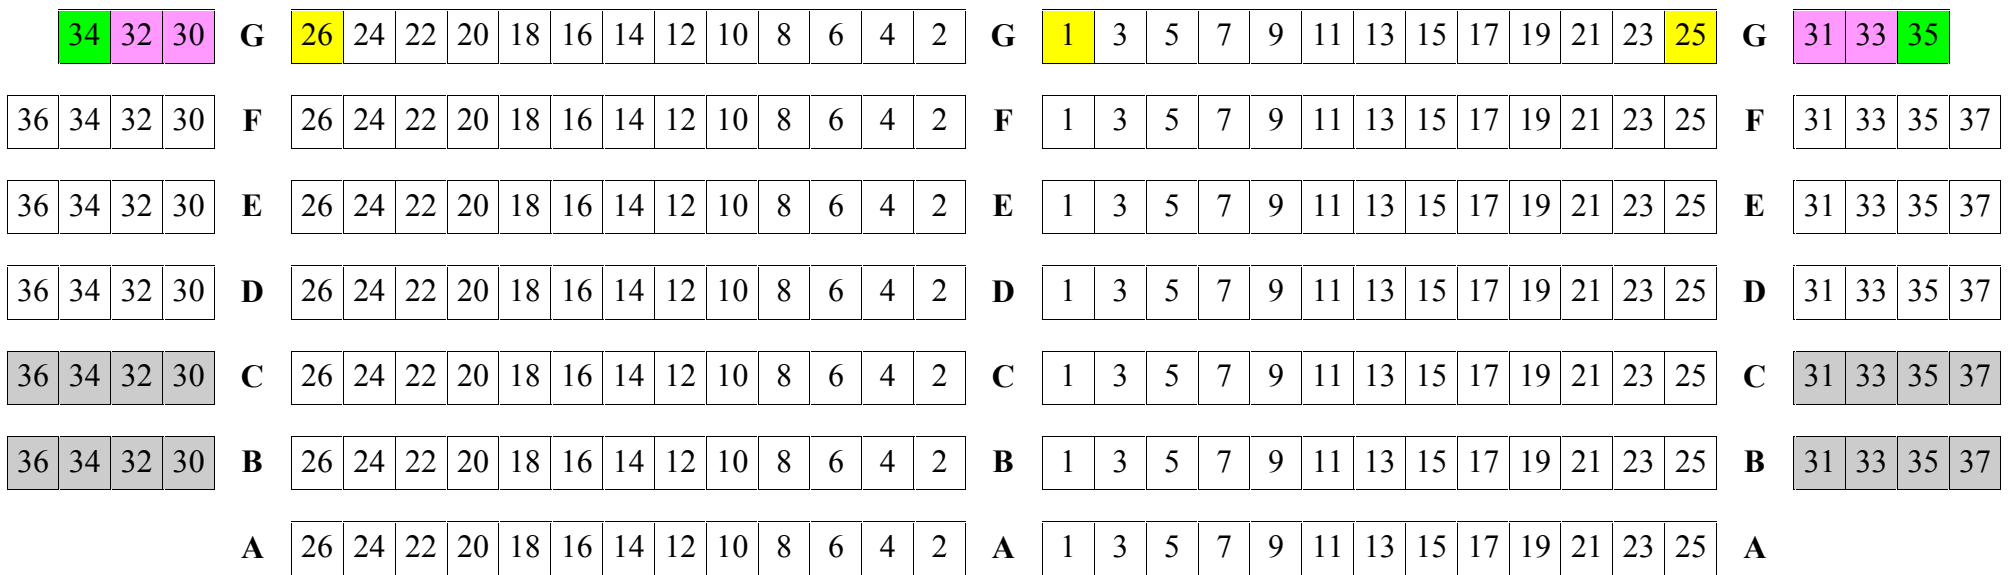 34 32 30 G 26 24 22 20 18 16 14 12 10 8 6 4 2 G 1 3 5 7 9 11 13 15 17 19 21 23 25 G 31 33 35
36 34 32 30 F 26 24 22 20 18 16 14 12 10 8 6 4 2 F 1 3 5 7 9 11 13 15 17 19 21 23 25 F 31 33 35 37
36 34 32 30 E 26 24 22 20 18 16 14 12 10 8 6 4 2 E 1 3 5 7 9 11 13 15 17 19 21 23 25 E 31 33 35 37
36 34 32 30 D 26 24 22 20 18 16 14 12 10 8 6 4 2 D 1 3 5 7 9 11 13 15 17 19 21 23 25 D 31 33 35 37
36 34 32 30 C 26 24 22 20 18 16 14 12 10 8 6 4 2 C 1 3 5 7 9 11 13 15 17 19 21 23 25 C 31 33 35 37
36 34 32 30 B 26 24 22 20 18 16 14 12 10 8 6 4 2 B 1 3 5 7 9 11 13 15 17 19 21 23 25 B 31 33 35 37
A 26 24 22 20 18 16 14 12 10 8 6 4 2 A 1 3 5 7 9 11 13 15 17 19 21 23 25 A